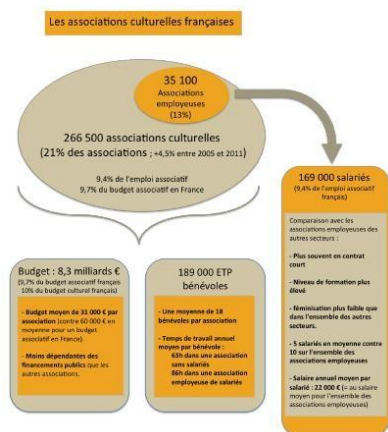 Les associations culturelles françaises
35 100
Associations
employeuses
(13%)
266 500 associations culturelles
(21% des associations ; +4,5% entre 2005 et 2011)
9,4% de l'emploi associatif
9,7% du budget associatif en France
169 000 salariés
(9,4% de l'emploi associatif
français)
Comparaison avec les
associations employeuses des
autres secteurs :
- Plus souvent en contrat
court
- Niveau de formation plus
élevé
- féminisation plus faible que
dans l'ensemble des autres
secteurs.
- 5 salariés en moyenne contre
10 sur l'ensemble des
associations employeuses
- Salaire annuel moyen par
salarié : 22 000 € (= au salaire
moyen pour l'ensemble des
associations employeuses)
Budget : 8,3 milliards €
(9,7% du budget associatif français
10% du budget culturel français)
- Budget moyen de 31 000 € par
association (contre 60 000 € en
moyenne pour un budget
associatif en France).
- Moins dépendantes des
financements publics que les
autres associations.
189 000 ETP
bénévoles
- Une moyenne de 18
bénévoles par association
- Temps de travail annuel
moyen par bénévole :
63h dans une association
sans salariés
86h dans une association
employeuse de salariés